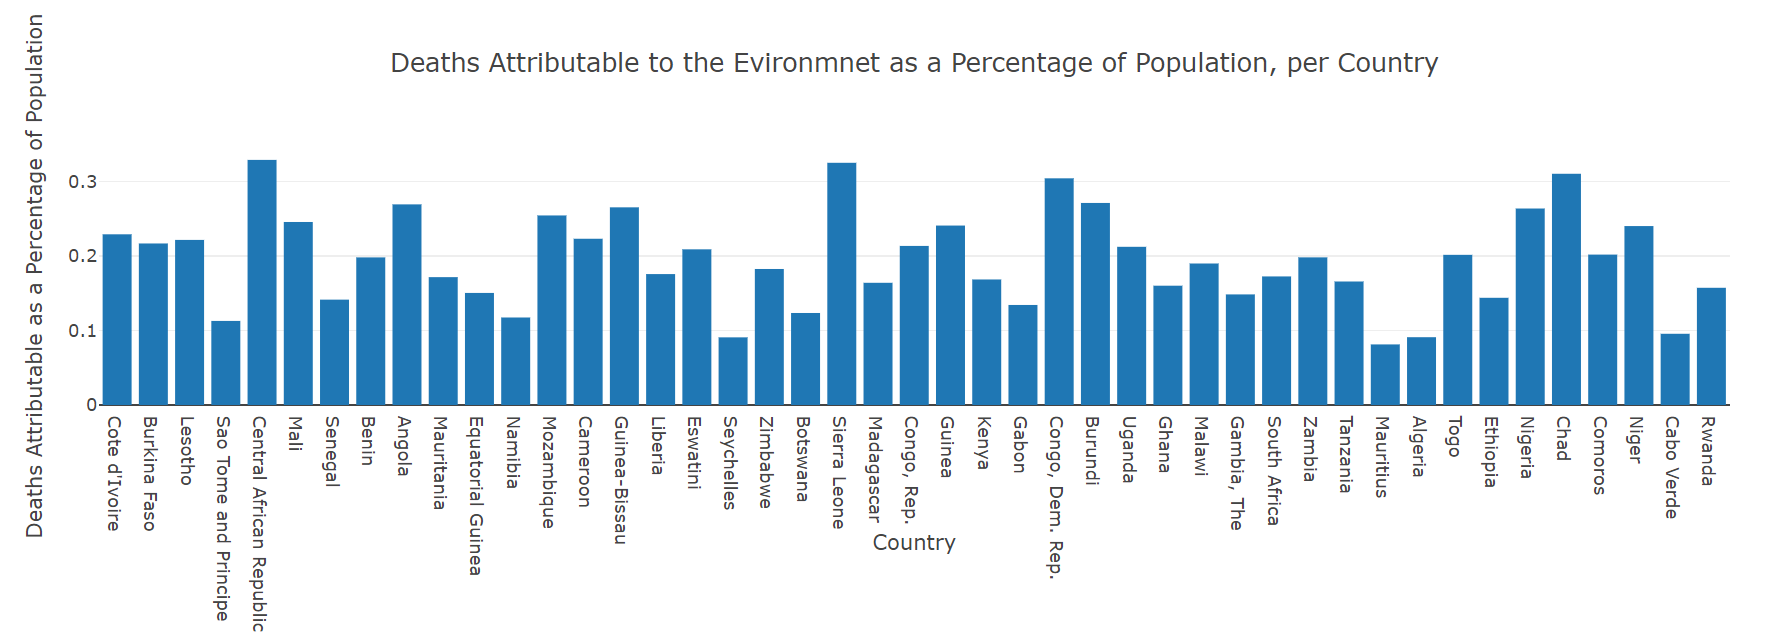 Deaths Attributable to the Evironmnet as a Percentage of Population, per Country
Deaths Attributable as a Percentage of Population
0.3
0.2
0.1
0
Cote d'Ivoire
Burkina Faso
Lesotho
Sao Tome and Principe
Central African Republic
Mali
Senegal
Benin
Angola
Mauritania
Equatorial Guinea
Namibia
Mozambique
Cameroon
Guinea-Bissau
Liberia
Eswatini
Seychelles
Zimbabwe
Botswana
Sierra Leone
Madagascar
Congo, Rep.
Guinea
Kenya
Gabon
Congo, Dem. Rep.
Burundi
Uganda
Ghana
Malawi
Gambia, The
South Africa
Zambia
Tanzania
Mauritius
Algeria
Togo
Ethiopia
Nigeria
Chad
Comoros
Niger
Cabo Verde
Rwanda
Country